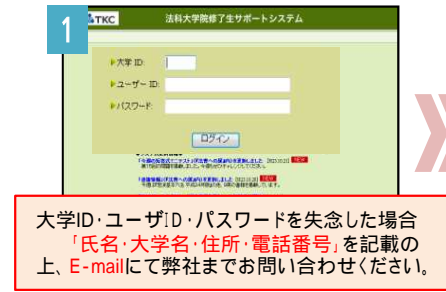 1
TKC 法科大学院修了生サポートシステム
大学 ID:
ユーザー ID:
パスワード:
ログイン
NEW
NEW
大学ID・ユーザID・パスワードを失念した場合
「氏名・大学名・住所・電話番号」を記載の
上、E-mailにて弊社までお問い合わせください。